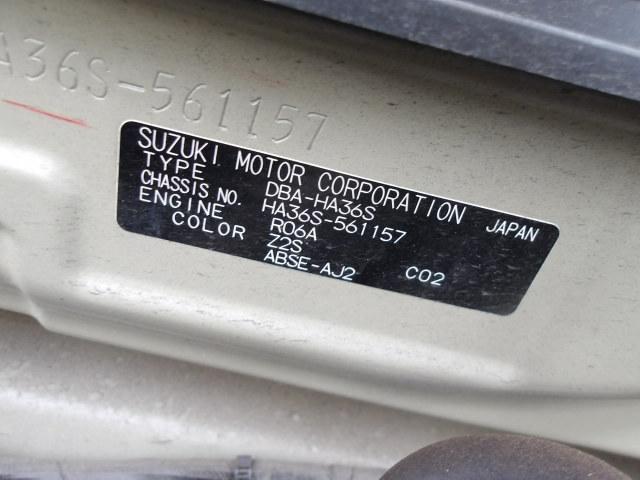 A36S-561157
SUZUKI MOTOR CORPORATION JAPAN
TYPE DBA-HA36S
CHASSIS NO. HA36S-561157
ENGINE R06A
COLOR Z2S
ABSE-AJ2 C02